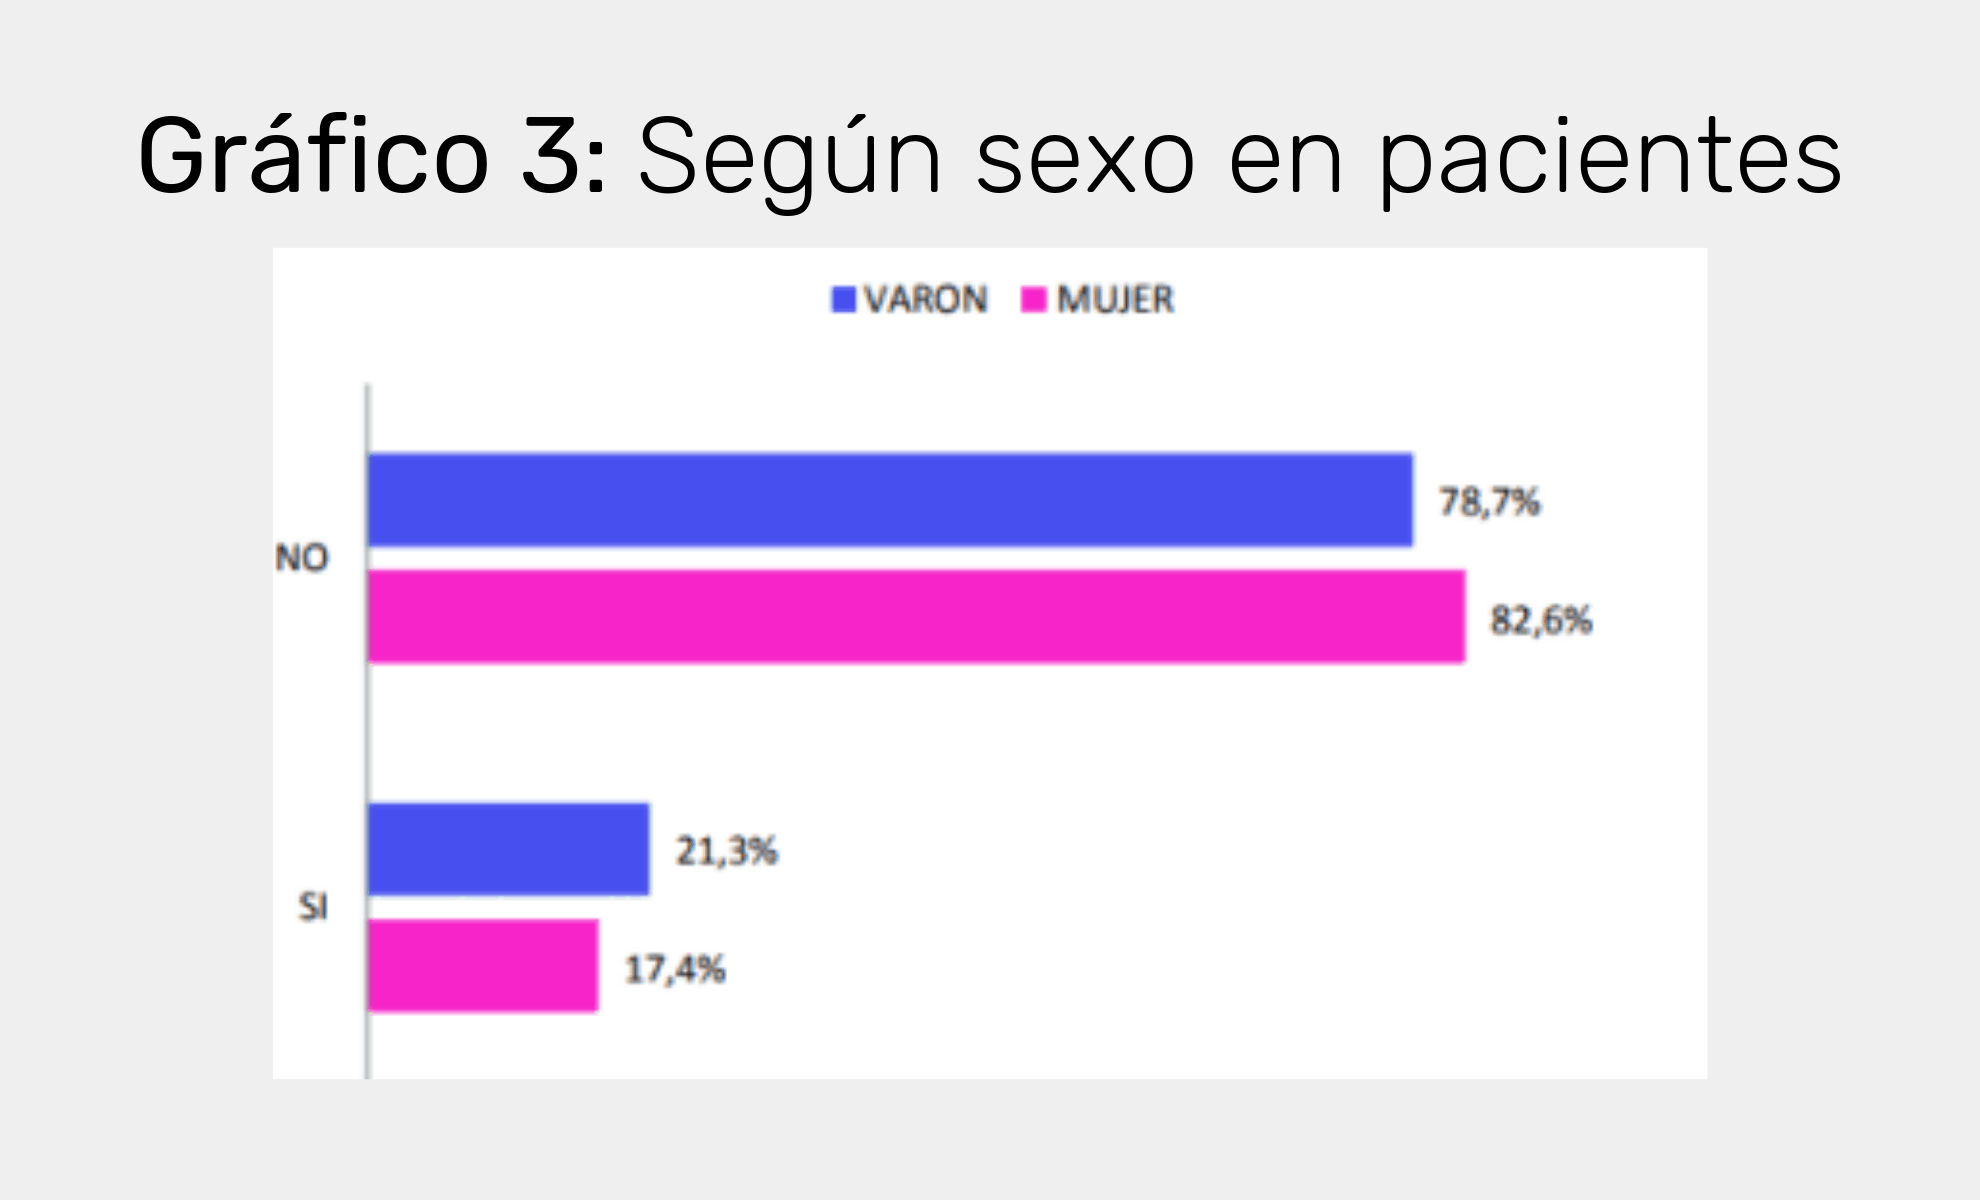 Gráfico 3: Según sexo en pacientes
VARON MUJER
78,7%
NO
82,6%
21,3%
SI
17,4%